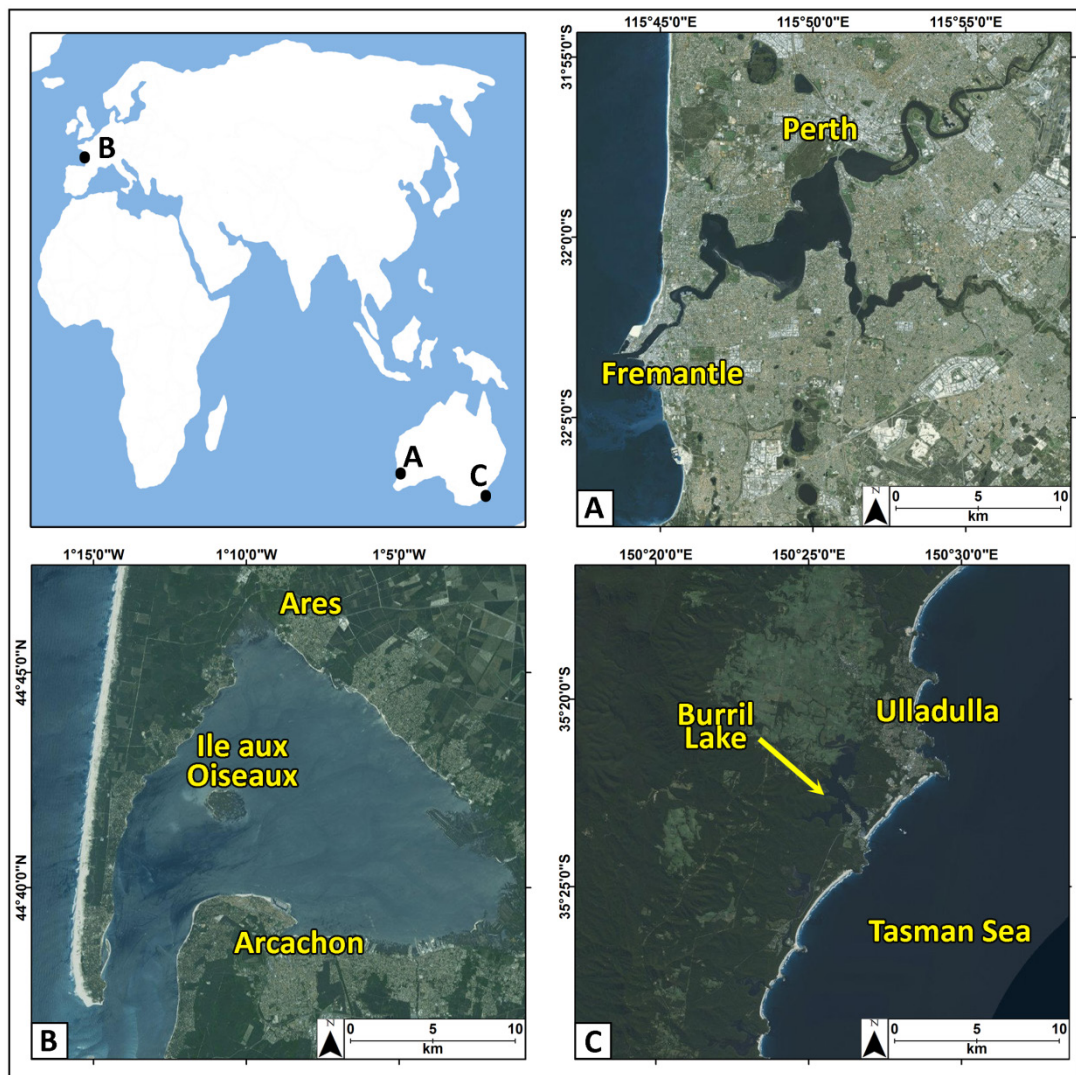 B
A
C
115°45'0"E
115°50'0"E
115°55'0"E
31°55'0"S
32°0'0"S
32°5'0"S
Perth
Fremantle
A
N
0
5
10
km
1°15'0"W
1°10'0"W
1°5'0"W
44°45'0"N
44°40'0"N
Ares
Ile aux
Oiseaux
Arcachon
B
N
0
5
10
km
150°20'0"E
150°25'0"E
150°30'0"E
35°20'0"S
35°25'0"S
Burril
Lake
Ulladulla
Tasman Sea
C
N
0
5
10
km